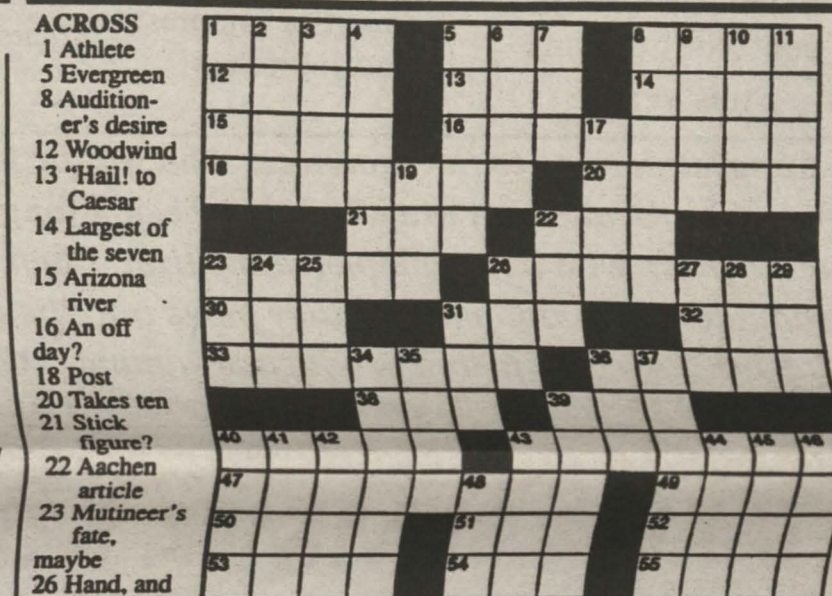 ACROSS
1 Athlete
5 Evergreen
8 Audition-
er's desire
12 Woodwind
13 "Hail! to
Caesar
14 Largest of
the seven
15 Arizona
river
16 An off
day?
18 Post
20 Takes ten
21 Stick
figure?
22 Aachen
article
23 Mutineer's
fate,
maybe
26 Hand, and
1 2 3 4 5 6 7 8 9 10 11
12 13 14
15 16 17
18 19 20
21 22
23 24 25 26 27 28 29
30 31 32
33 34 35 36 37
38 39
40 41 42 43 44 45 46
47 48 49
50 51 52
53 54 55